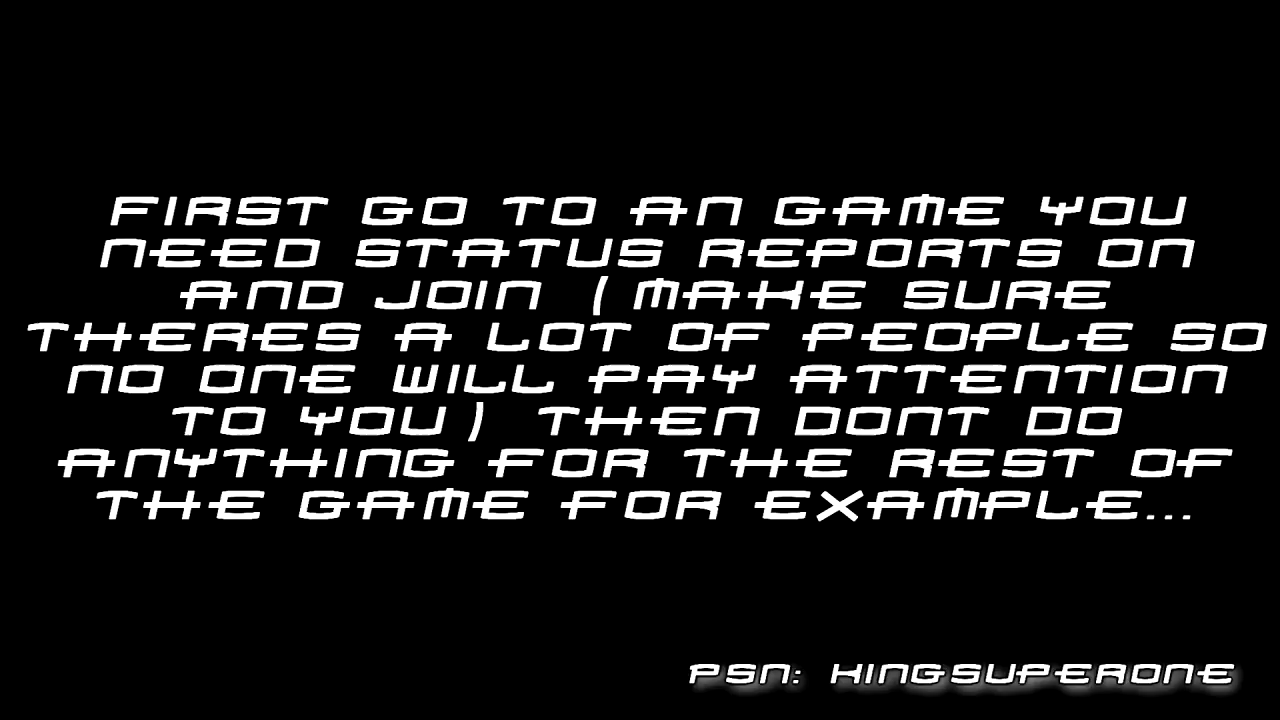 FIRST GO TO AN GAME YOU
NEED STATUS REPORTS ON
AND JOIN (MAKE SURE
THERES A LOT OF PEOPLE SO
NO ONE WILL PAY ATTENTION
TO YOU) THEN DONT DO
ANYTHING FOR THE REST OF
THE GAME FOR EXAMPLE...
PSN: KINGSUPERONE